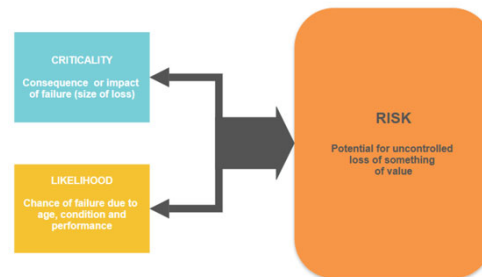 CRITICALITY
Consequence or impact
of failure (size of loss)
LIKELIHOOD
Chance of failure due to
age, condition and
performance
RISK
Potential for uncontrolled
loss of something
of value